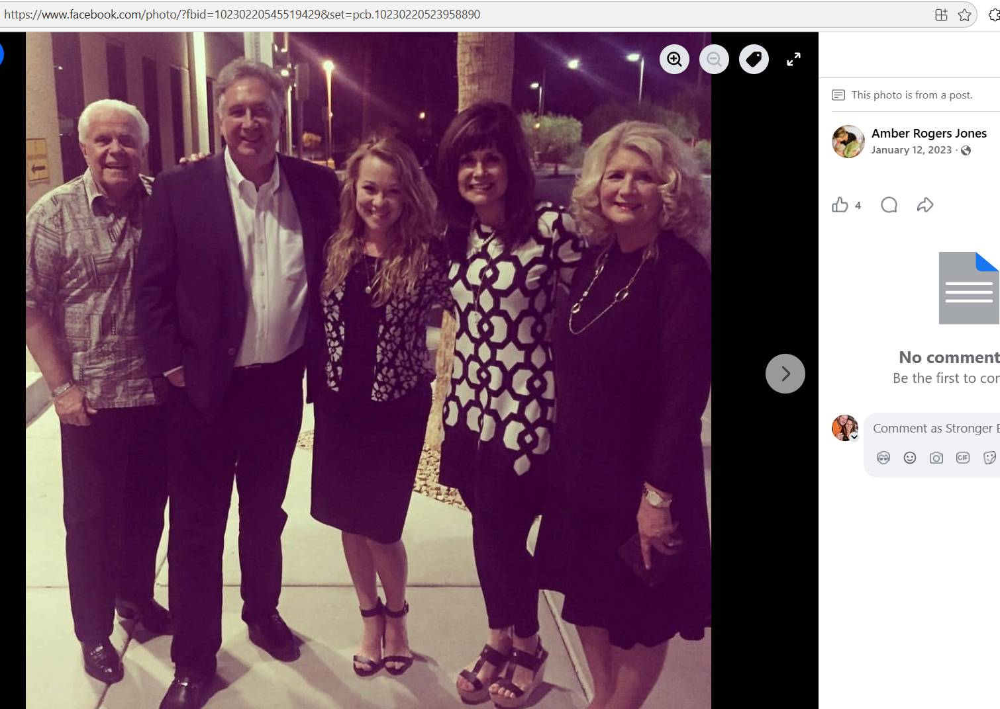 https://www.facebook.com/photo/?fbid=10230220545519429&set=pcb.10230220523958890
This photo is from a post.
Amber Rogers Jones
January 12, 2023 ·
4
No comment
Be the first to cor
Comment as Stronger E
GIF